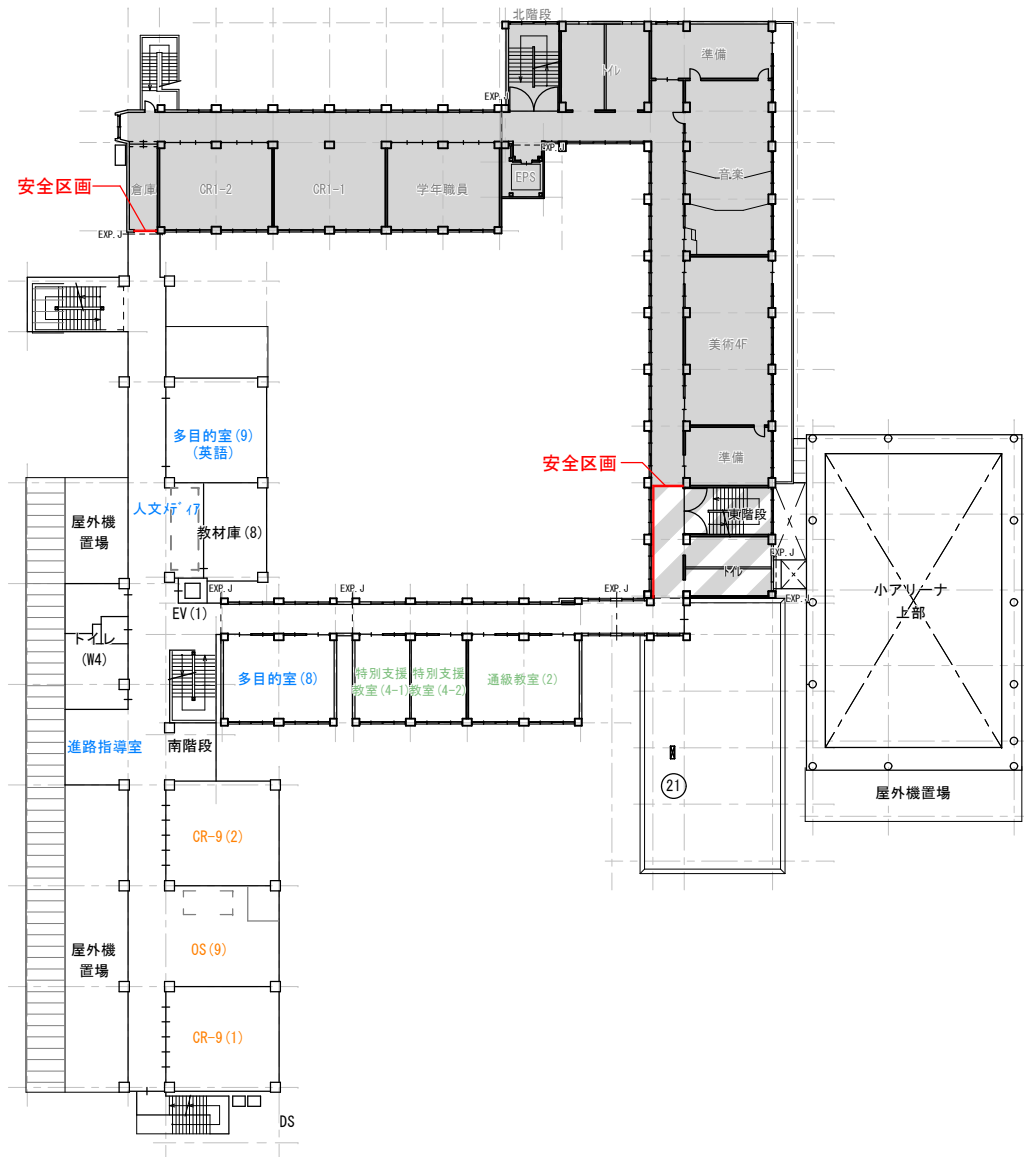 北階段
トイレ
準備
EXP.J
EXP.J
安全区画
倉庫
CR1-2
CR1-1
学年職員
EPS
音楽
EXP.J
美術4F
準備
多目的室(9)
(英語)
安全区画
人文メディア
屋外機
置場
教材庫(8)
東階段
EXP.J
トイレ
EXP.J
EXP.J
EXP.J
EXP.J
EV(1)
小アリーナ
上部
トイレ
(W4)
多目的室(8)
特別支援
教室(4-1)
特別支援
教室(4-2)
通級教室(2)
進路指導室
南階段
21
屋外機置場
CR-9(2)
屋外機
置場
OS(9)
CR-9(1)
DS